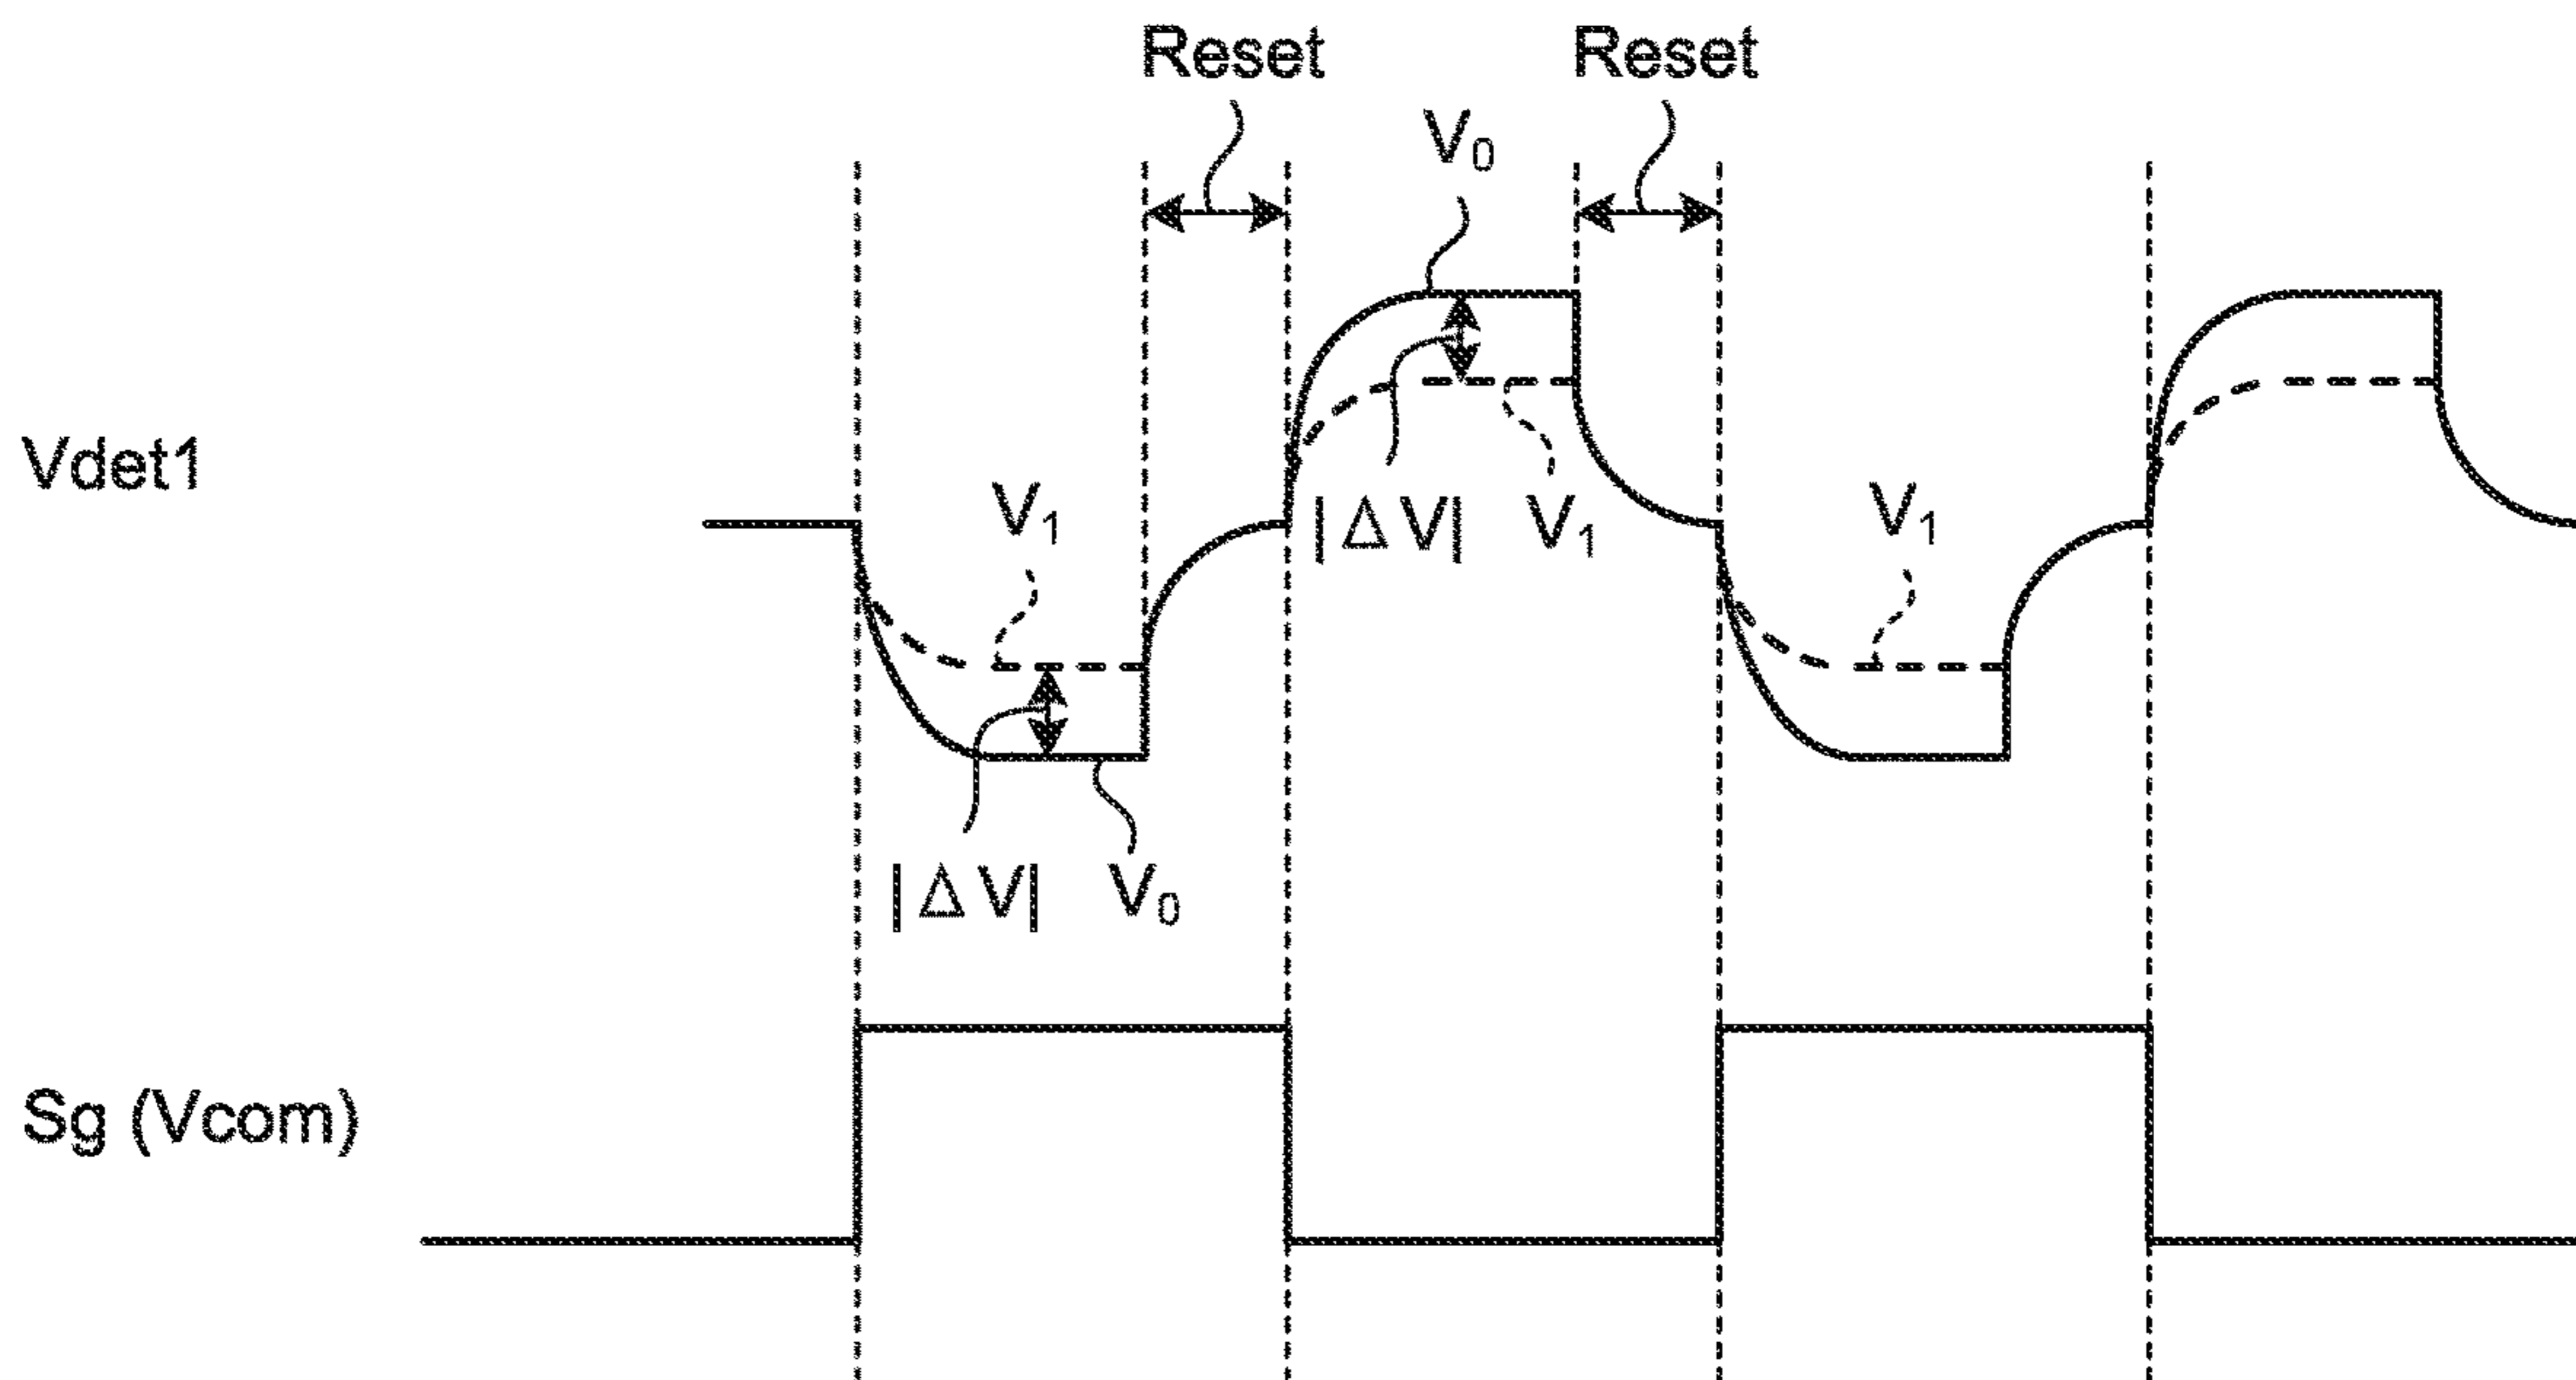 Reset Reset
V₀
Vdet1
V₁ |ΔV| V₁ V₁
|ΔV| V₀
Sg (Vcom)